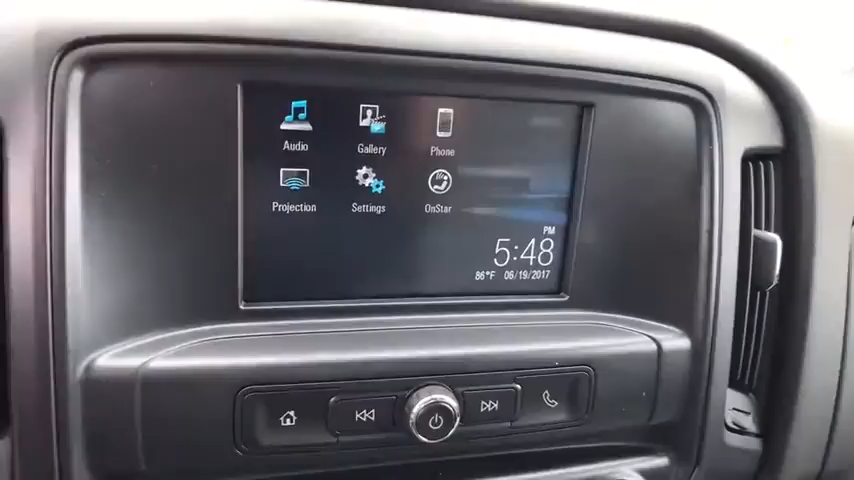 Audio Gallery Phone
Projection Settings OnStar
PM
5:48
86°F 06/19/2017